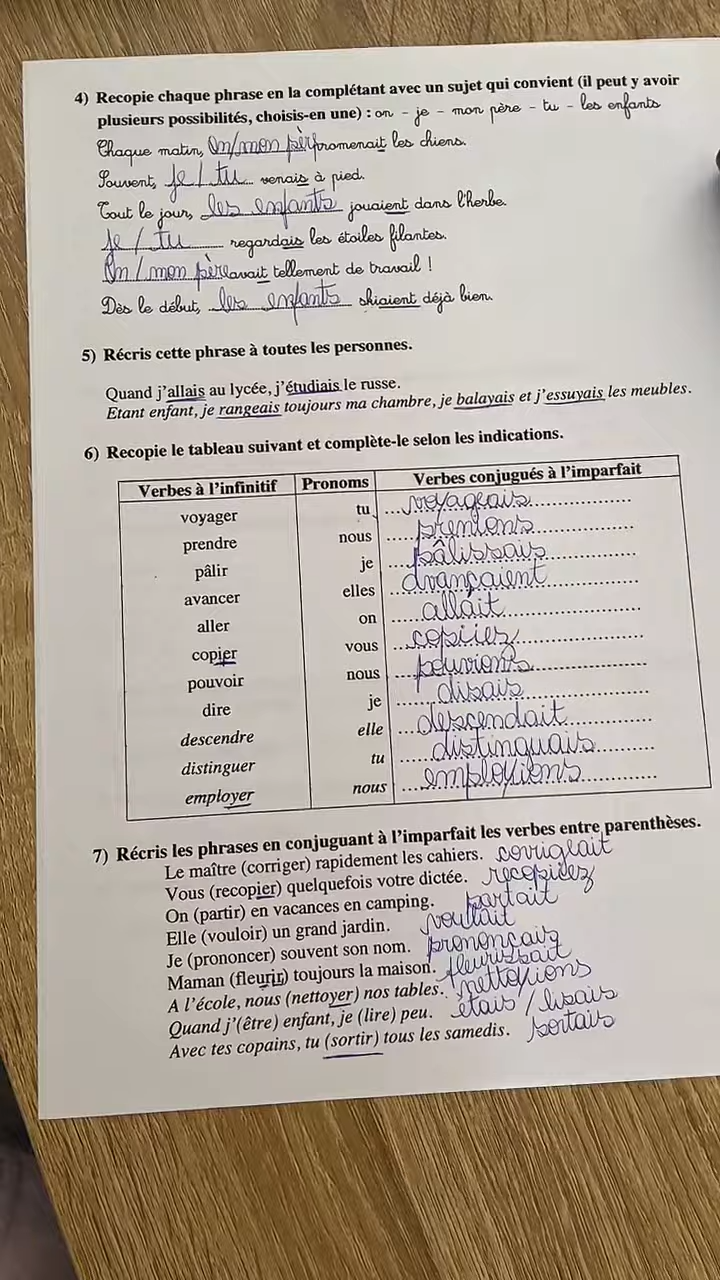 4) Recopie chaque phrase en la complétant avec un sujet qui convient (il peut y avoir
plusieurs possibilités, choisis-en une) : on - je - mon père - tu - les enfants
Chaque matin, On/mon père promenait les chiens.
Souvent, je / tu venais à pied.
Tout le jour, les enfants jouaient dans l'herbe.
je / tu regardais les étoiles filantes.
On / mon père avait tellement de travail !
Dès le début, les enfants skiaient déjà bien.
5) Récris cette phrase à toutes les personnes.
Quand j'allais au lycée, j'étudiais le russe.
Etant enfant, je rangeais toujours ma chambre, je balayais et j'essuyais les meubles.
6) Recopie le tableau suivant et complète-le selon les indications.
Verbes à l'infinitif Pronoms Verbes conjugués à l'imparfait
voyager tu voyageais
prendre nous prenions
pâlir je pâlissais
avancer elles avançaient
aller on allait
copier vous copiiez
pouvoir nous pouvions
dire je disais
descendre elle descendait
distinguer tu distinguais
employer nous employions
7) Récris les phrases en conjuguant à l'imparfait les verbes entre parenthèses.
Le maître (corriger) rapidement les cahiers. corrigeait
Vous (recopier) quelquefois votre dictée. recopiiez
On (partir) en vacances en camping. partait
Elle (vouloir) un grand jardin. voulait
Je (prononcer) souvent son nom. prononçais
Maman (fleurir) toujours la maison. fleurissait
A l'école, nous (nettoyer) nos tables. nettoyions
Quand j'(être) enfant, je (lire) peu. étais / lisais
Avec tes copains, tu (sortir) tous les samedis. sortais